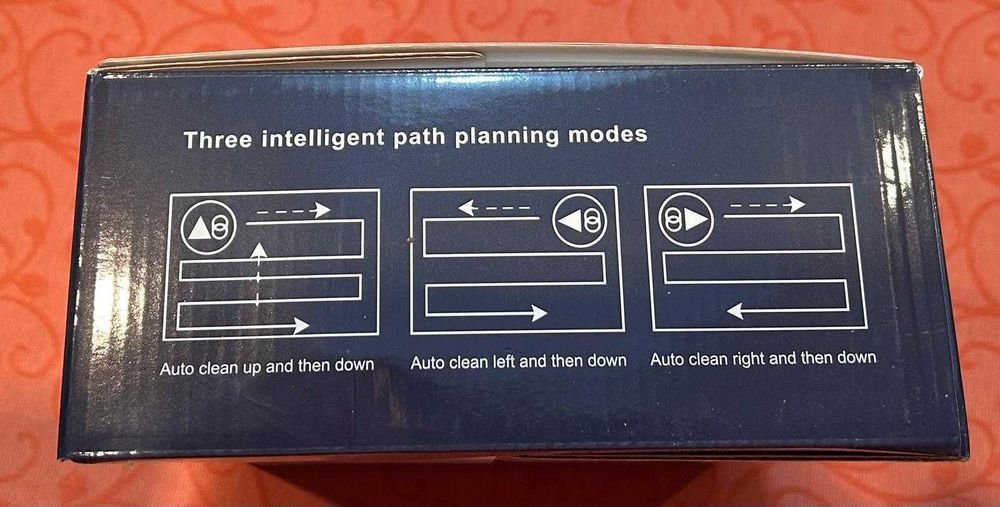 Three intelligent path planning modes
Auto clean up and then down
Auto clean left and then down
Auto clean right and then down